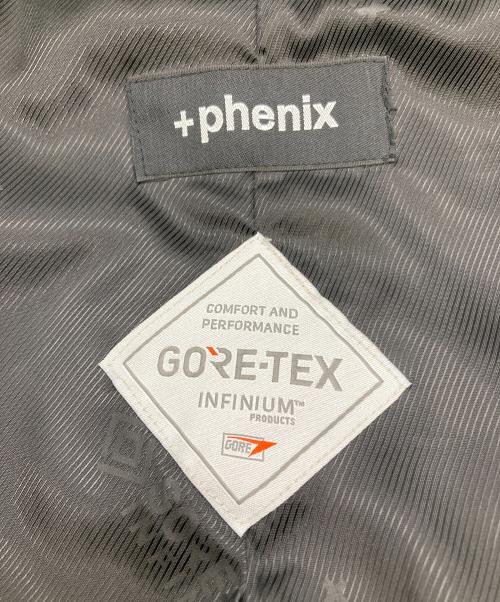 +phenix
COMFORT AND
PERFORMANCE
GORE-TEX
INFINIUM™
PRODUCTS
GORE